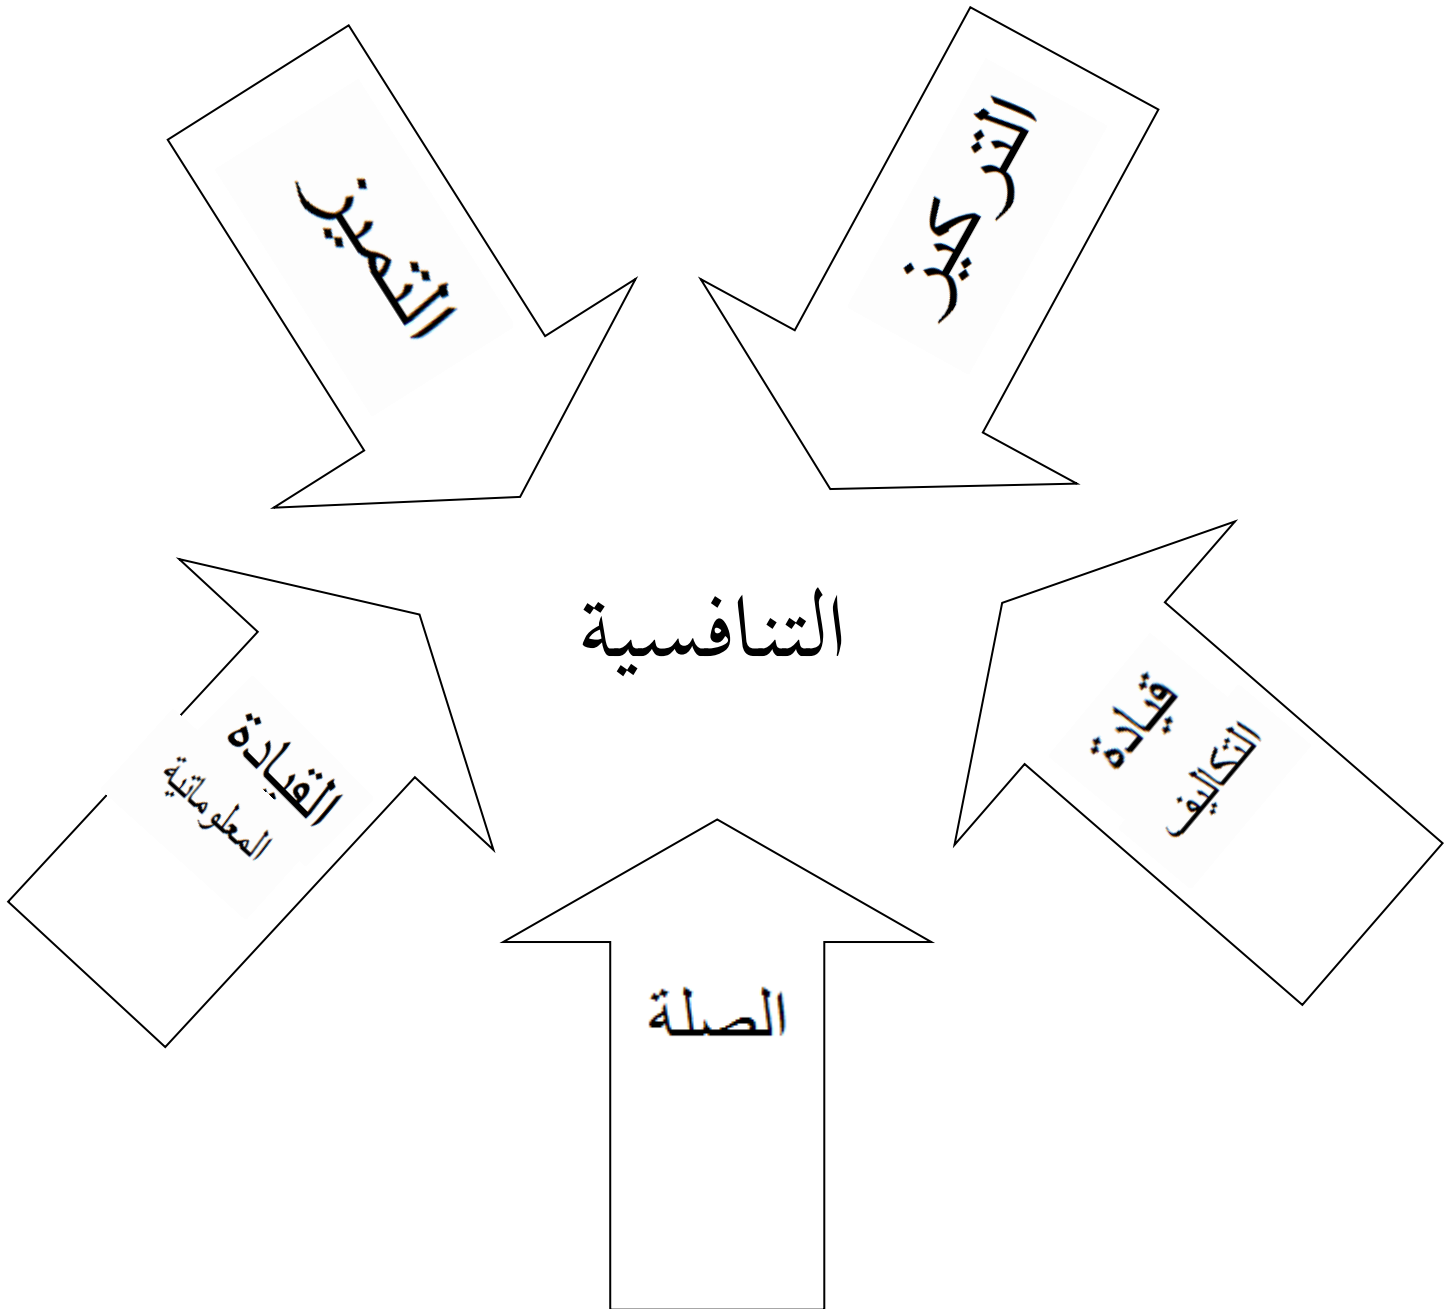 التركيز
التميز
التنافسية
قيادة
التكاليف
القيادة
المعلوماتية
الصلة